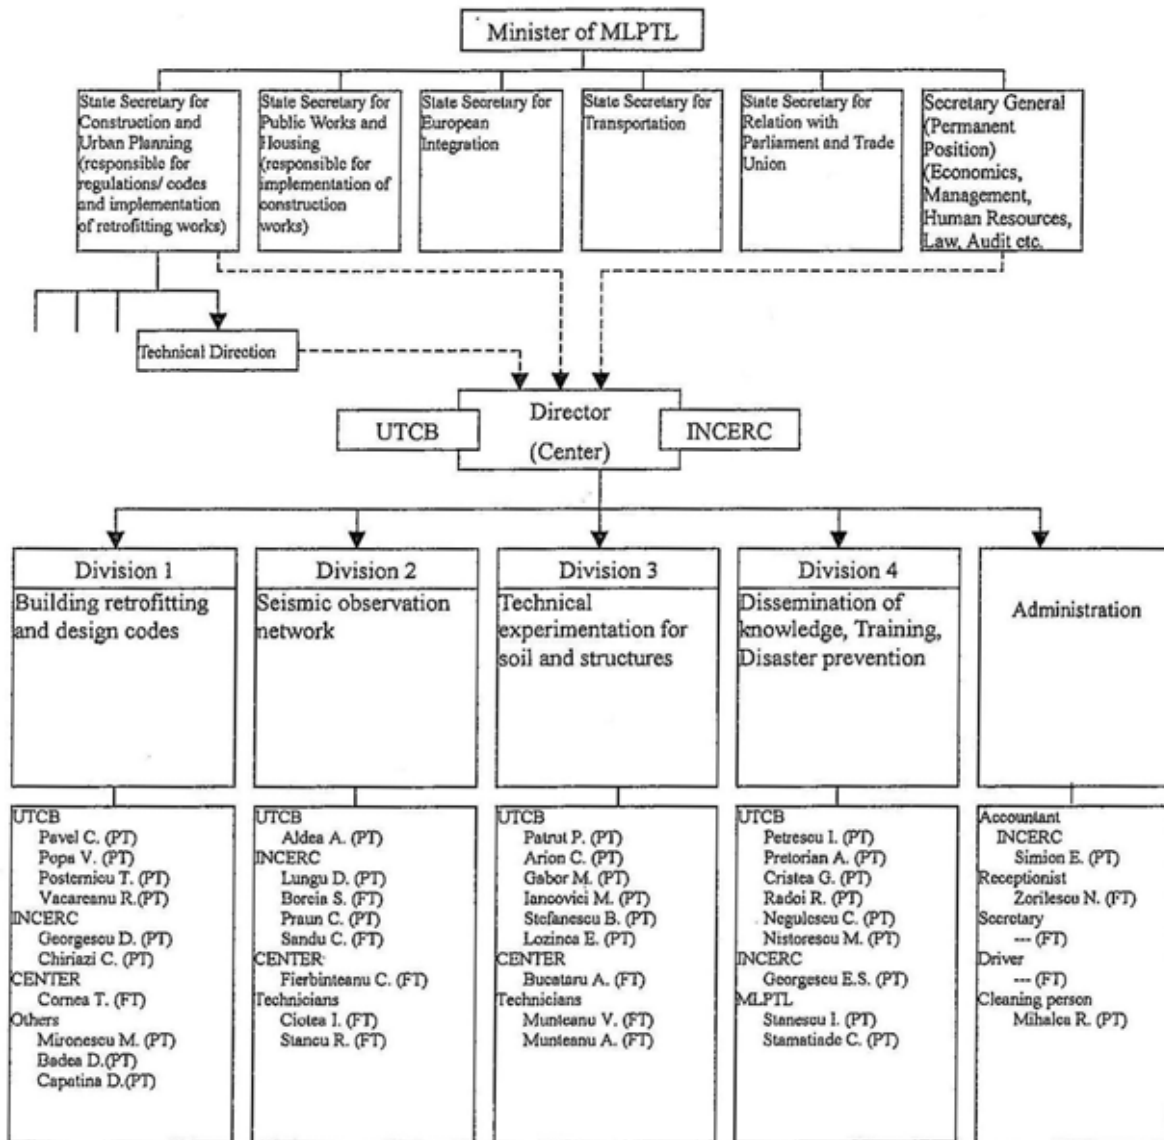 Minister of MLPTL
State Secretary for
Construction and
Urban Planning
(responsible for
regulations/ codes
and implementation
of retrofitting works)
State Secretary for
Public Works and
Housing
(responsible for
implementation of
construction
works)
State Secretary for
European
Integration
State Secretary for
Transportation
State Secretary for
Relation with
Parliament and Trade
Union
Secretary General
(Permanent
Position)
(Economics,
Management,
Human Resources,
Law, Audit etc.
Technical Direction
UTCB
Director
(Center)
INCERC
Division 1
Building retrofitting
and design codes
Division 2
Seismic observation
network
Division 3
Technical
experimentation for
soil and structures
Division 4
Dissemination of
knowledge, Training,
Disaster prevention
Administration
UTCB
Pavel C. (PT)
Popa V. (PT)
Posternicu T. (PT)
Vacareanu R.(PT)
INCERC
Georgescu D. (PT)
Chiriazi C. (PT)
CENTER
Cornea T. (FT)
Others
Mironescu M. (PT)
Badea D.(PT)
Capatina D.(PT)
UTCB
Aldea A. (PT)
INCERC
Lungu D. (PT)
Borcia S. (FT)
Praun C. (PT)
Sandu C. (FT)
CENTER
Fierbinteanu C. (FT)
Technicians
Ciotea I. (FT)
Stancu R. (FT)
UTCB
Patrut P. (PT)
Arion C. (PT)
Gabor M. (PT)
Iancovici M. (PT)
Stefanescu B. (PT)
Lozinca E. (PT)
CENTER
Bucataru A. (FT)
Technicians
Munteanu V. (FT)
Munteanu A. (FT)
UTCB
Petrescu I. (PT)
Pretorian A. (PT)
Cristea G. (PT)
Radoi R. (PT)
Negulescu C. (PT)
Nistorescu M. (PT)
INCERC
Georgescu E.S. (PT)
MLPTL
Stanescu I. (PT)
Stamatiade C. (PT)
Accountant
INCERC
Simion E. (PT)
Receptionist
Zorilescu N. (FT)
Secretary
--- (FT)
Driver
--- (FT)
Cleaning person
Mihalca R. (PT)